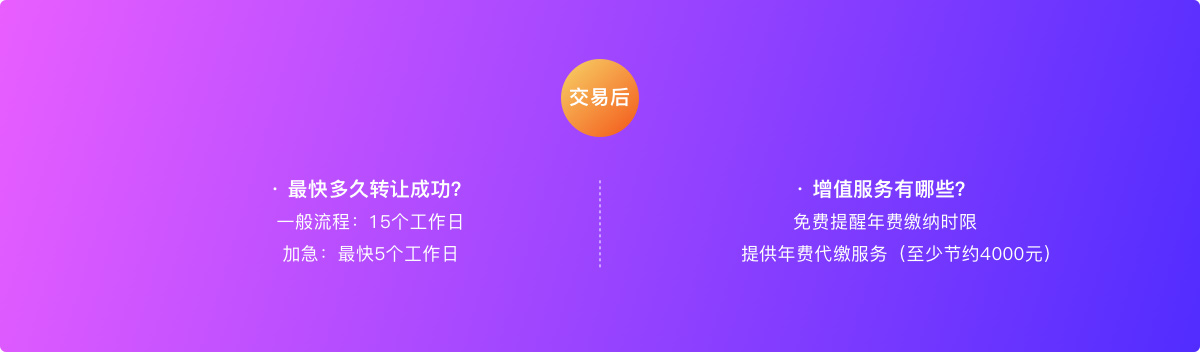 交易后
· 最快多久转让成功?
一般流程：15个工作日
加急：最快5个工作日
· 增值服务有哪些?
免费提醒年费缴纳时限
提供年费代缴服务（至少节约4000元）